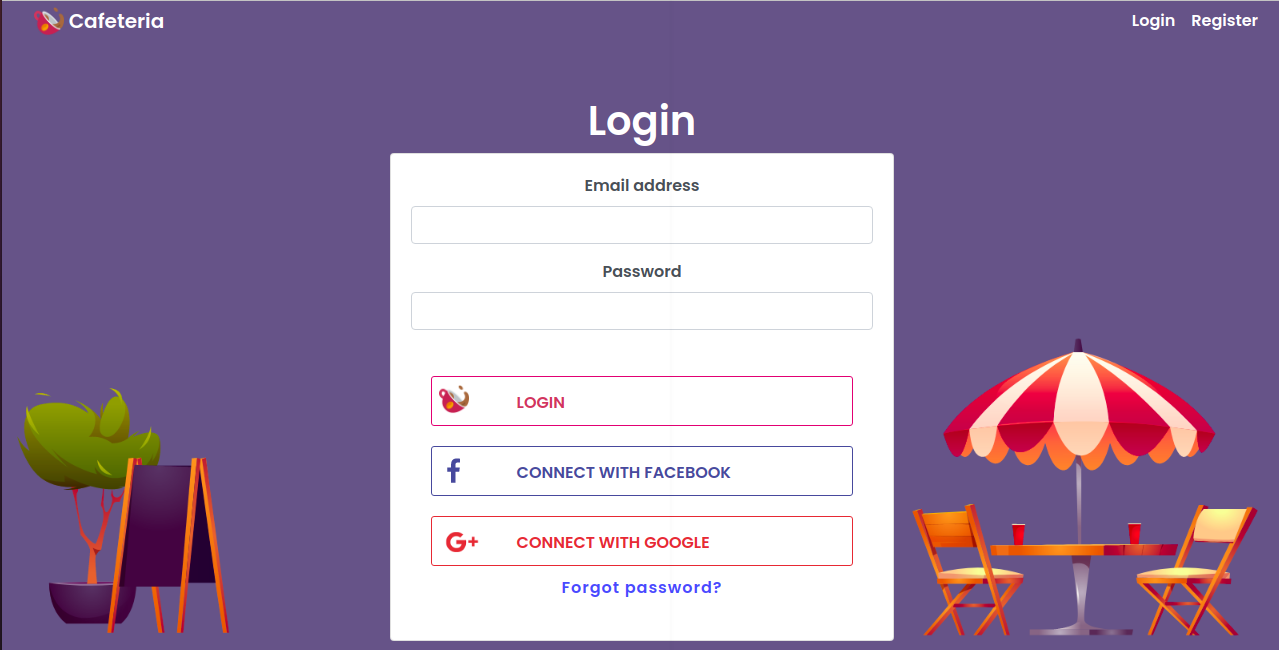 Cafeteria
Login Register
Login
Email address
Password
LOGIN
CONNECT WITH FACEBOOK
G+ CONNECT WITH GOOGLE
Forgot password?